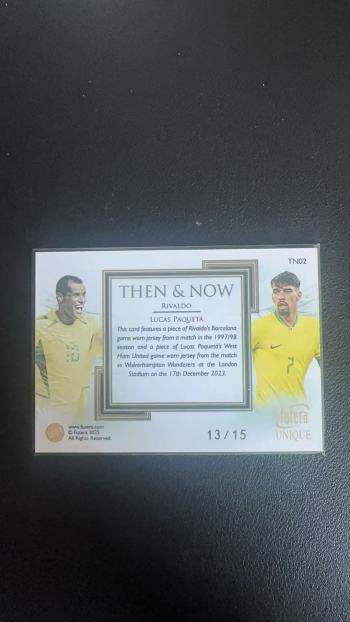 TN02
THEN & NOW
RIVALDO
LUCAS PAQUETÁ
This card features a piece of Rivaldo's Barcelona
game worn jersey from a match in the 1997/98
season and a piece of Lucas Paquetá's West
Ham United game worn jersey from the match
vs Wolverhampton Wanderers at the London
Stadium on the 17th December 2023.
10
7
www.futera.com
© Futera, 2023
All Rights Reserved.
13/15
futera
UNIQUE